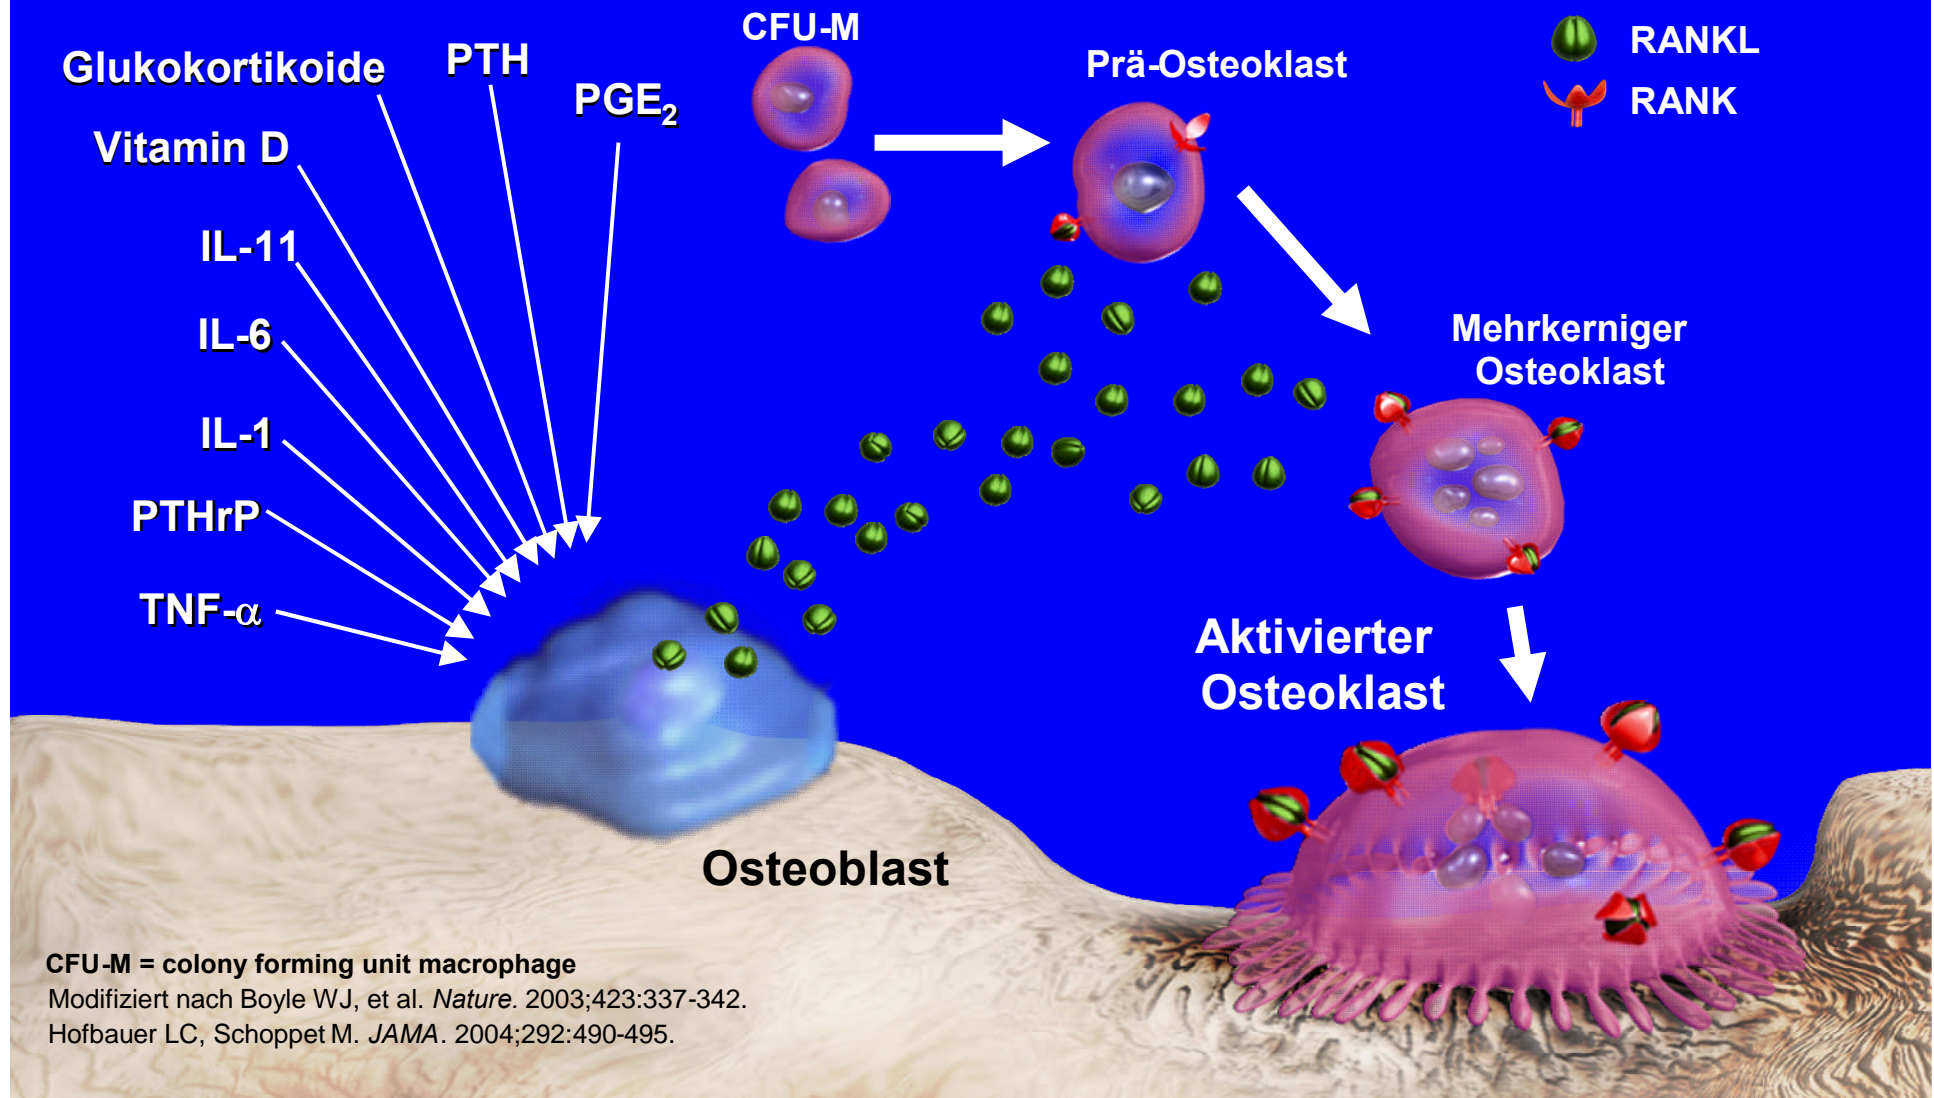 Glukokortikoide
PTH
PGE₂
Vitamin D
IL-11
IL-6
IL-1
PTHrP
TNF-α
CFU-M
Prä-Osteoklast
RANKL
RANK
Mehrkerniger
Osteoklast
Aktivierter
Osteoklast
Osteoblast
CFU-M = colony forming unit macrophage
Modifiziert nach Boyle WJ, et al. Nature. 2003;423:337-342.
Hofbauer LC, Schoppet M. JAMA. 2004;292:490-495.